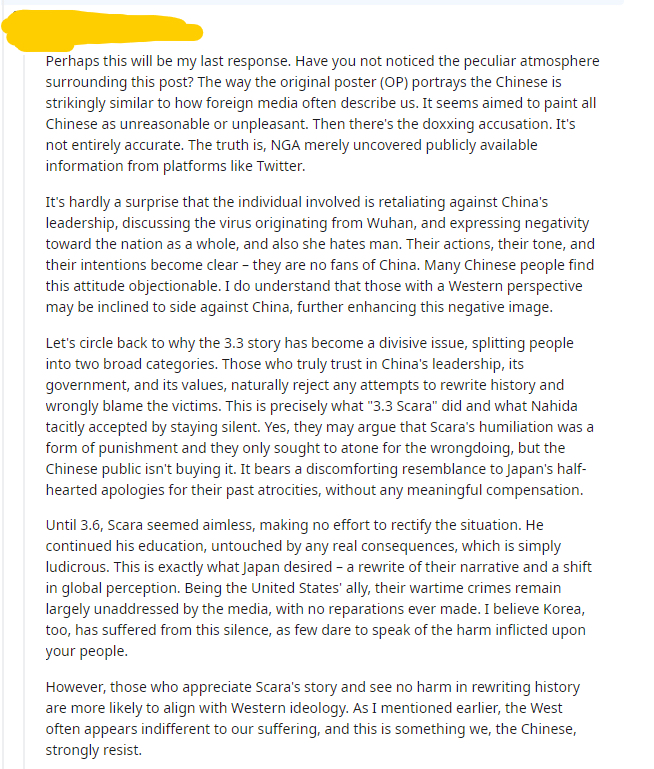 Perhaps this will be my last response. Have you not noticed the peculiar atmosphere
surrounding this post? The way the original poster (OP) portrays the Chinese is
strikingly similar to how foreign media often describe us. It seems aimed to paint all
Chinese as unreasonable or unpleasant. Then there's the doxxing accusation. It's
not entirely accurate. The truth is, NGA merely uncovered publicly available
information from platforms like Twitter.
It's hardly a surprise that the individual involved is retaliating against China's
leadership, discussing the virus originating from Wuhan, and expressing negativity
toward the nation as a whole, and also she hates man. Their actions, their tone, and
their intentions become clear – they are no fans of China. Many Chinese people find
this attitude objectionable. I do understand that those with a Western perspective
may be inclined to side against China, further enhancing this negative image.
Let's circle back to why the 3.3 story has become a divisive issue, splitting people
into two broad categories. Those who truly trust in China's leadership, its
government, and its values, naturally reject any attempts to rewrite history and
wrongly blame the victims. This is precisely what "3.3 Scara" did and what Nahida
tacitly accepted by staying silent. Yes, they may argue that Scara's humiliation was a
form of punishment and they only sought to atone for the wrongdoing, but the
Chinese public isn't buying it. It bears a discomforting resemblance to Japan's half-
hearted apologies for their past atrocities, without any meaningful compensation.
Until 3.6, Scara seemed aimless, making no effort to rectify the situation. He
continued his education, untouched by any real consequences, which is simply
ludicrous. This is exactly what Japan desired – a rewrite of their narrative and a shift
in global perception. Being the United States' ally, their wartime crimes remain
largely unaddressed by the media, with no reparations ever made. I believe Korea,
too, has suffered from this silence, as few dare to speak of the harm inflicted upon
your people.
However, those who appreciate Scara's story and see no harm in rewriting history
are more likely to align with Western ideology. As I mentioned earlier, the West
often appears indifferent to our suffering, and this is something we, the Chinese,
strongly resist.